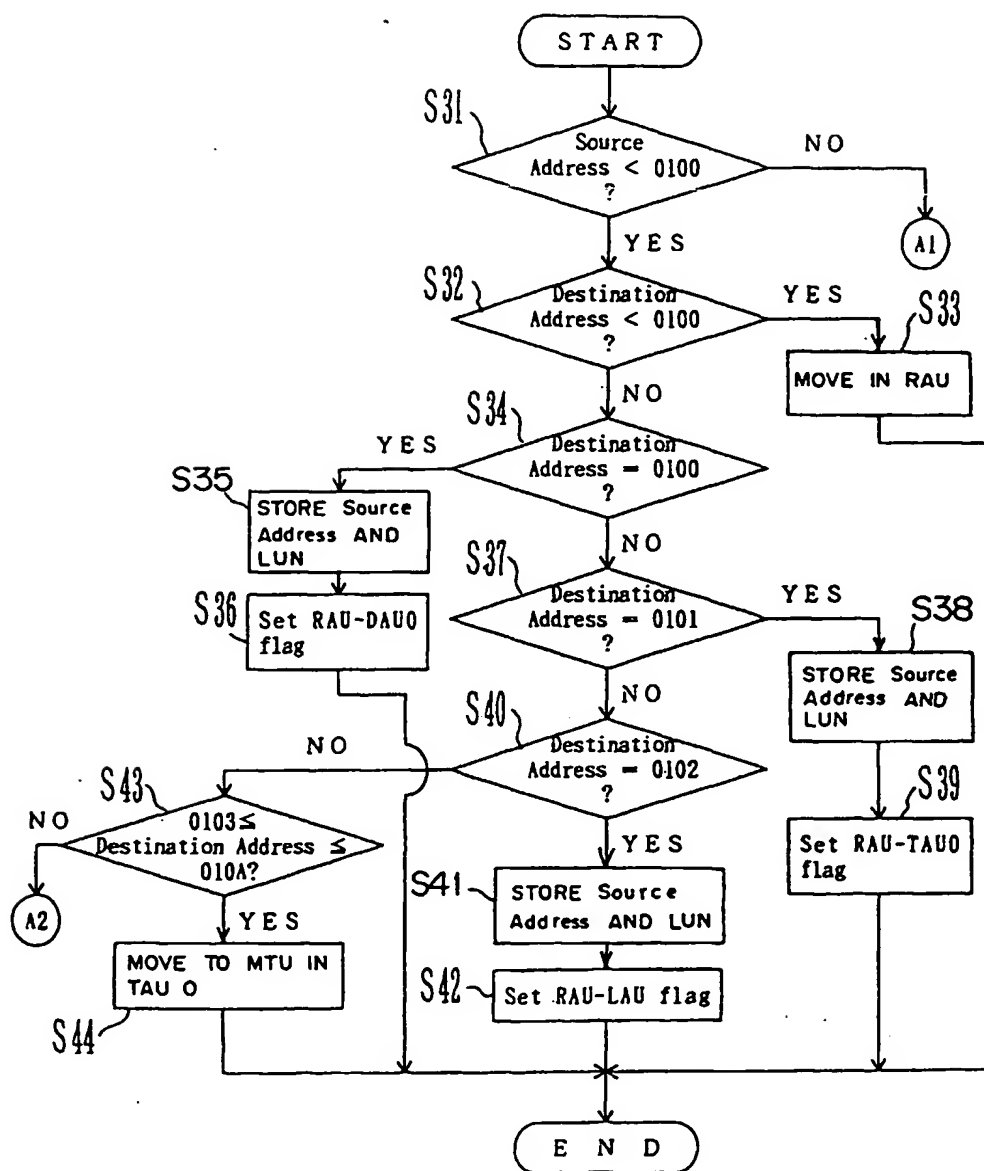 START
S31
Source
Address < 0100
?
NO
A1
YES
S32
Destination
Address < 0100
?
YES
S33
MOVE IN RAU
NO
S34
Destination
Address = 0100
?
YES
S35
STORE Source
Address AND
LUN
S36
Set RAU-DAU0
flag
NO
S37
Destination
Address = 0101
?
YES
S38
STORE Source
Address AND
LUN
S39
Set RAU-TAU0
flag
NO
S40
Destination
Address = 0102
?
NO
S43
0103≤
Destination Address ≤
010A?
NO
A2
YES
MOVE TO MTU IN
TAU 0
S44
YES
S41
STORE Source
Address AND LUN
S42
Set RAU-LAU flag
END